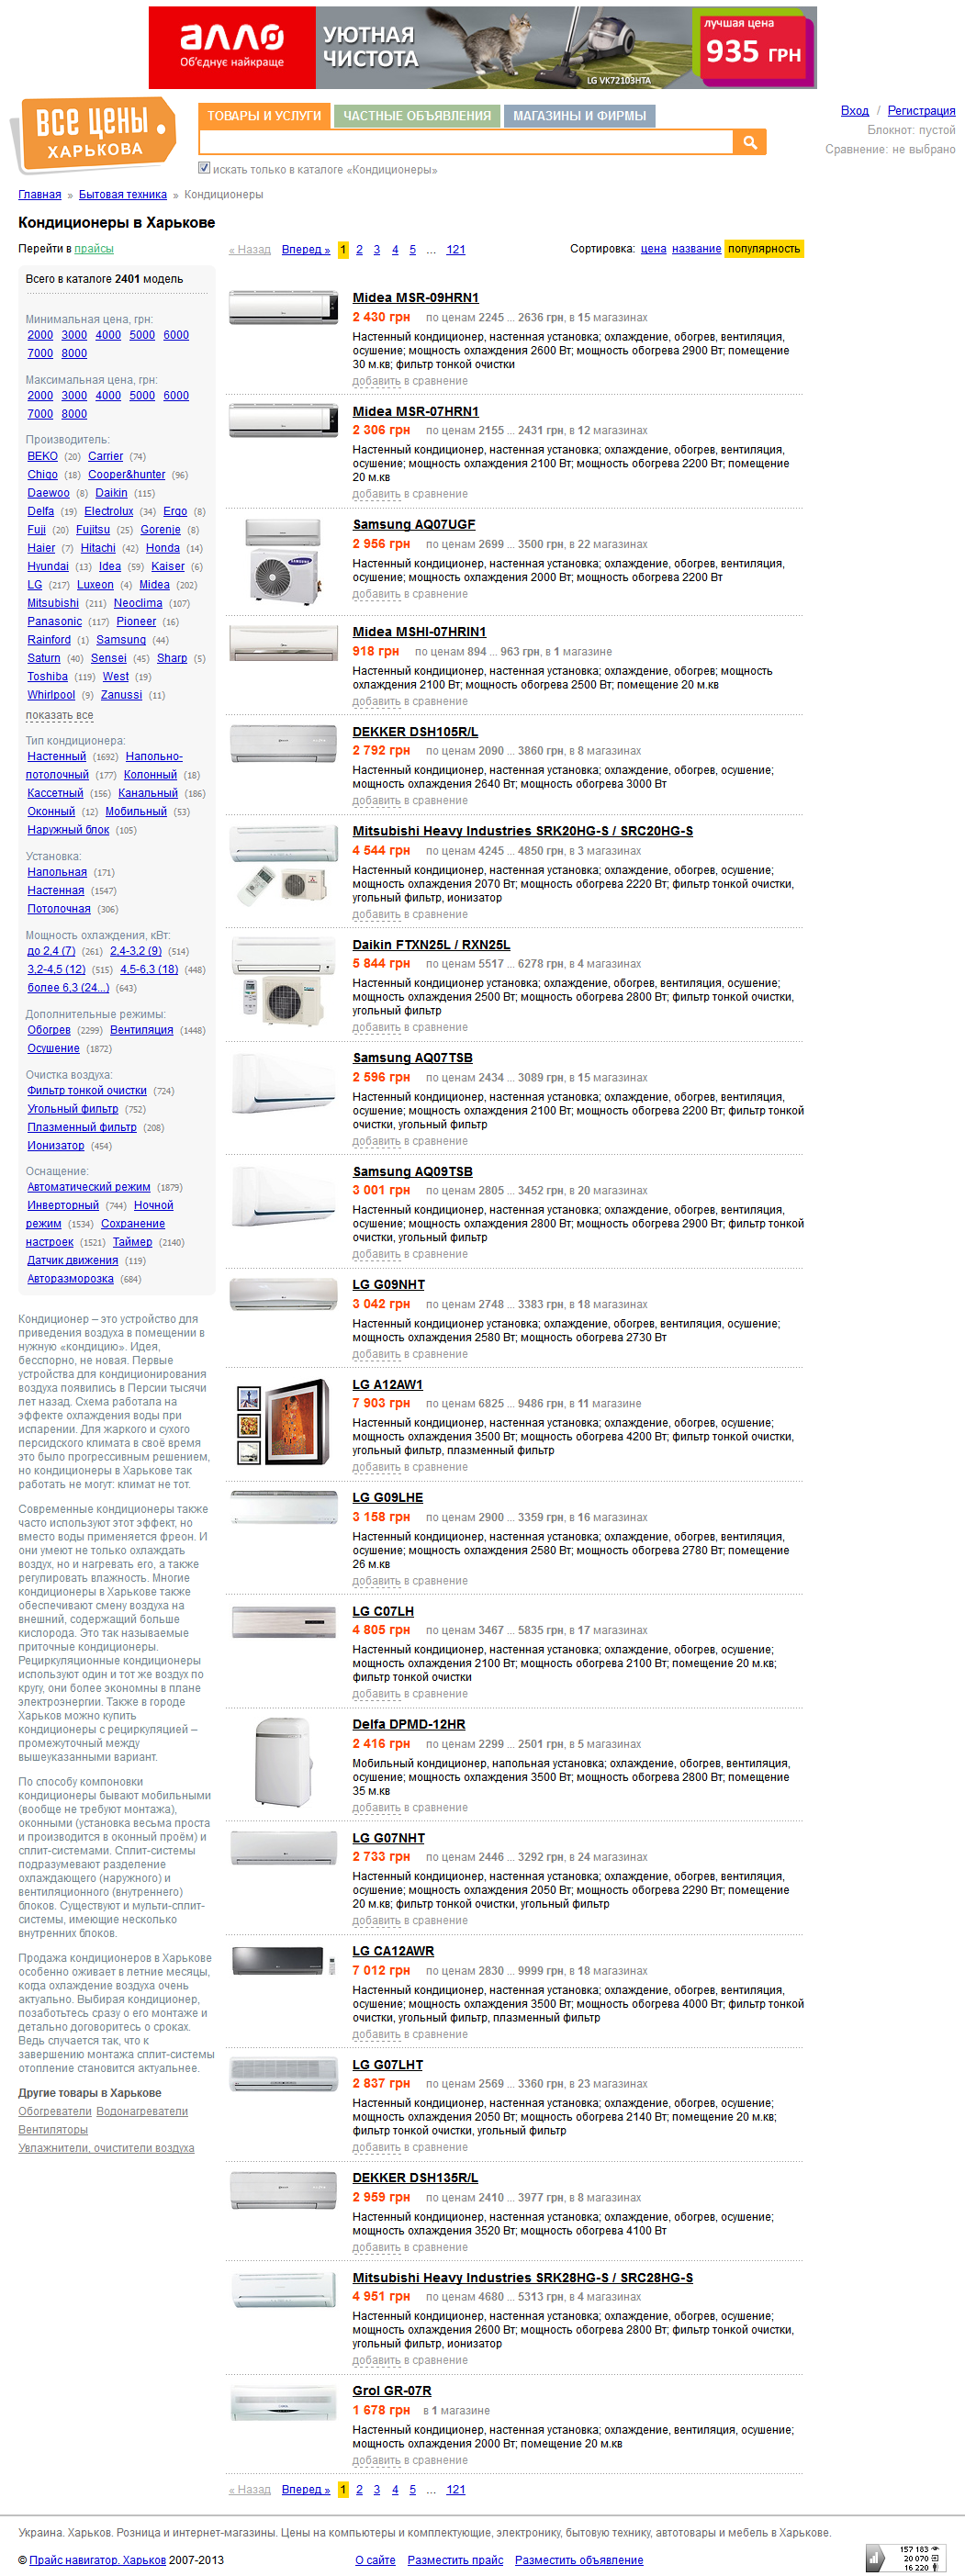 алло
Об'єднуй найкраще
УЮТНАЯ
ЧИСТОТА
LG VK72103HTA
лучшая цена
935 ГРН
ВСЕ ЦЕНЫ
ХАРЬКОВА
ТОВАРЫ И УСЛУГИ
ЧАСТНЫЕ ОБЪЯВЛЕНИЯ
МАГАЗИНЫ И ФИРМЫ
искать только в каталоге «Кондиционеры»
Вход / Регистрация
Блокнот: пустой
Сравнение: не выбрано
Главная » Бытовая техника » Кондиционеры
Кондиционеры в Харькове
Перейти в прайсы
« Назад Вперед » 1 2 3 4 5 ... 121
Сортировка: цена название популярность
Всего в каталоге 2401 модель
Минимальная цена, грн:
2000 3000 4000 5000 6000
7000 8000
Максимальная цена, грн:
2000 3000 4000 5000 6000
7000 8000
Производитель:
BEKO (20) Carrier (74)
Chigo (18) Cooper&hunter (96)
Daewoo (8) Daikin (115)
Delfa (19) Electrolux (34) Ergo (8)
Fuji (20) Fujitsu (25) Gorenje (8)
Haier (7) Hitachi (42) Honda (14)
Hyundai (13) Idea (59) Kaiser (6)
LG (217) Luxeon (4) Midea (202)
Mitsubishi (211) Neoclima (107)
Panasonic (117) Pioneer (16)
Rainford (1) Samsung (44)
Saturn (40) Sensei (45) Sharp (5)
Toshiba (119) West (19)
Whirlpool (9) Zanussi (11)
показать все
Тип кондиционера:
Настенный (1692) Напольно-
потолочный (177) Колонный (18)
Кассетный (156) Канальный (186)
Оконный (12) Мобильный (53)
Наружный блок (105)
Установка:
Напольная (171)
Настенная (1547)
Потолочная (306)
Мощность охлаждения, кВт:
до 2,4 (7) (261) 2,4-3,2 (9) (514)
3,2-4,5 (12) (515) 4,5-6,3 (18) (448)
более 6,3 (24...) (643)
Дополнительные режимы:
Обогрев (2299) Вентиляция (1448)
Осушение (1872)
Очистка воздуха:
Фильтр тонкой очистки (724)
Угольный фильтр (752)
Плазменный фильтр (208)
Ионизатор (454)
Оснащение:
Автоматический режим (1879)
Инверторный (744) Ночной
режим (1534) Сохранение
настроек (1521) Таймер (2140)
Датчик движения (119)
Авторазморозка (684)
Кондиционер – это устройство для
приведения воздуха в помещении в
нужную «кондицию». Идея,
бесспорно, не новая. Первые
устройства для кондиционирования
воздуха появились в Персии тысячи
лет назад. Схема работала на
эффекте охлаждения воды при
испарении. Для жаркого и сухого
персидского климата в своё время
это было прогрессивным решением,
но кондиционеры в Харькове так
работать не могут: климат не тот.
Современные кондиционеры также
часто используют этот эффект, но
вместо воды применяется фреон. И
они умеют не только охлаждать
воздух, но и нагревать его, а также
регулировать влажность. Многие
кондиционеры в Харькове также
обеспечивают смену воздуха на
внешний, содержащий больше
кислорода. Это так называемые
приточные кондиционеры.
Рециркуляционные кондиционеры
используют один и тот же воздух по
кругу, они более экономны в плане
электроэнергии. Также в городе
Харьков можно купить
кондиционеры с рециркуляцией –
промежуточный между
вышеуказанными вариант.
По способу компоновки
кондиционеры бывают мобильными
(вообще не требуют монтажа),
оконными (установка весьма проста
и производится в оконный проём) и
сплит-системами. Сплит-системы
подразумевают разделение
охлаждающего (наружного) и
вентиляционного (внутреннего)
блоков. Существуют и мульти-сплит-
системы, имеющие несколько
внутренних блоков.
Продажа кондиционеров в Харькове
особенно оживает в летние месяцы,
когда охлаждение воздуха очень
актуально. Выбирая кондиционер,
позаботьтесь сразу о его монтаже и
детально договоритесь о сроках.
Ведь случается так, что к
завершению монтажа сплит-системы
отопление становится актуальнее.
Другие товары в Харькове
Обогреватели Водонагреватели
Вентиляторы
Увлажнители, очистители воздуха
Midea MSR-09HRN1
2 430 грн по ценам 2245 ... 2636 грн, в 15 магазинах
Настенный кондиционер, настенная установка; охлаждение, обогрев, вентиляция,
осушение; мощность охлаждения 2600 Вт; мощность обогрева 2900 Вт; помещение
30 м.кв; фильтр тонкой очистки
добавить в сравнение
Midea MSR-07HRN1
2 306 грн по ценам 2155 ... 2431 грн, в 12 магазинах
Настенный кондиционер, настенная установка; охлаждение, обогрев, вентиляция,
осушение; мощность охлаждения 2100 Вт; мощность обогрева 2200 Вт; помещение
20 м.кв
добавить в сравнение
Samsung AQ07UGF
2 956 грн по ценам 2699 ... 3500 грн, в 22 магазинах
Настенный кондиционер, настенная установка; охлаждение, обогрев, вентиляция,
осушение; мощность охлаждения 2000 Вт; мощность обогрева 2200 Вт
добавить в сравнение
Midea MSHI-07HRIN1
918 грн по ценам 894 ... 963 грн, в 1 магазине
Настенный кондиционер, настенная установка; охлаждение, обогрев; мощность
охлаждения 2100 Вт; мощность обогрева 2500 Вт; помещение 20 м.кв
добавить в сравнение
DEKKER DSH105R/L
2 792 грн по ценам 2090 ... 3860 грн, в 8 магазинах
Настенный кондиционер, настенная установка; охлаждение, обогрев, осушение;
мощность охлаждения 2640 Вт; мощность обогрева 3000 Вт
добавить в сравнение
Mitsubishi Heavy Industries SRK20HG-S / SRC20HG-S
4 544 грн по ценам 4245 ... 4850 грн, в 3 магазинах
Настенный кондиционер, настенная установка; охлаждение, обогрев, осушение;
мощность охлаждения 2070 Вт; мощность обогрева 2220 Вт; фильтр тонкой очистки,
угольный фильтр, ионизатор
добавить в сравнение
Daikin FTXN25L / RXN25L
5 844 грн по ценам 5517 ... 6278 грн, в 4 магазинах
Настенный кондиционер установка; охлаждение, обогрев, вентиляция, осушение;
мощность охлаждения 2500 Вт; мощность обогрева 2800 Вт; фильтр тонкой очистки,
угольный фильтр
добавить в сравнение
Samsung AQ07TSB
2 596 грн по ценам 2434 ... 3089 грн, в 15 магазинах
Настенный кондиционер, настенная установка; охлаждение, обогрев, вентиляция,
осушение; мощность охлаждения 2100 Вт; мощность обогрева 2200 Вт; фильтр тонкой
очистки, угольный фильтр
добавить в сравнение
Samsung AQ09TSB
3 001 грн по ценам 2805 ... 3452 грн, в 20 магазинах
Настенный кондиционер, настенная установка; охлаждение, обогрев, вентиляция,
осушение; мощность охлаждения 2800 Вт; мощность обогрева 2900 Вт; фильтр тонкой
очистки, угольный фильтр
добавить в сравнение
LG G09NHT
3 042 грн по ценам 2748 ... 3383 грн, в 18 магазинах
Настенный кондиционер установка; охлаждение, обогрев, вентиляция, осушение;
мощность охлаждения 2580 Вт; мощность обогрева 2730 Вт
добавить в сравнение
LG A12AW1
7 903 грн по ценам 6825 ... 9486 грн, в 11 магазине
Настенный кондиционер, настенная установка; охлаждение, обогрев, осушение;
мощность охлаждения 3500 Вт; мощность обогрева 4200 Вт; фильтр тонкой очистки,
угольный фильтр, плазменный фильтр
добавить в сравнение
LG G09LHE
3 158 грн по ценам 2900 ... 3359 грн, в 16 магазинах
Настенный кондиционер, настенная установка; охлаждение, обогрев, вентиляция,
осушение; мощность охлаждения 2580 Вт; мощность обогрева 2780 Вт; помещение
26 м.кв
добавить в сравнение
LG C07LH
4 805 грн по ценам 3467 ... 5835 грн, в 17 магазинах
Настенный кондиционер, настенная установка; охлаждение, обогрев, осушение;
мощность охлаждения 2100 Вт; мощность обогрева 2100 Вт; помещение 20 м.кв;
фильтр тонкой очистки
добавить в сравнение
Delfa DPMD-12HR
2 416 грн по ценам 2299 ... 2501 грн, в 5 магазинах
Мобильный кондиционер, напольная установка; охлаждение, обогрев, вентиляция,
осушение; мощность охлаждения 3500 Вт; мощность обогрева 2800 Вт; помещение
35 м.кв
добавить в сравнение
LG G07NHT
2 733 грн по ценам 2446 ... 3292 грн, в 24 магазинах
Настенный кондиционер, настенная установка; охлаждение, обогрев, вентиляция,
осушение; мощность охлаждения 2050 Вт; мощность обогрева 2290 Вт; помещение
20 м.кв; фильтр тонкой очистки, угольный фильтр
добавить в сравнение
LG CA12AWR
7 012 грн по ценам 2830 ... 9999 грн, в 18 магазинах
Настенный кондиционер, настенная установка; охлаждение, обогрев, вентиляция,
осушение; мощность охлаждения 3500 Вт; мощность обогрева 4000 Вт; фильтр тонкой
очистки, угольный фильтр, плазменный фильтр
добавить в сравнение
LG G07LHT
2 837 грн по ценам 2569 ... 3360 грн, в 23 магазинах
Настенный кондиционер, настенная установка; охлаждение, обогрев, осушение;
мощность охлаждения 2050 Вт; мощность обогрева 2140 Вт; помещение 20 м.кв;
фильтр тонкой очистки, угольный фильтр
добавить в сравнение
DEKKER DSH135R/L
2 959 грн по ценам 2410 ... 3977 грн, в 8 магазинах
Настенный кондиционер, настенная установка; охлаждение, обогрев, осушение;
мощность охлаждения 3520 Вт; мощность обогрева 4100 Вт
добавить в сравнение
Mitsubishi Heavy Industries SRK28HG-S / SRC28HG-S
4 951 грн по ценам 4680 ... 5313 грн, в 4 магазинах
Настенный кондиционер, настенная установка; охлаждение, обогрев, осушение;
мощность охлаждения 2600 Вт; мощность обогрева 2800 Вт; фильтр тонкой очистки,
угольный фильтр, ионизатор
добавить в сравнение
Grol GR-07R
1 678 грн в 1 магазине
Настенный кондиционер, настенная установка; охлаждение, вентиляция, осушение;
мощность охлаждения 2000 Вт; помещение 20 м.кв
добавить в сравнение
« Назад Вперед » 1 2 3 4 5 ... 121
Украина. Харьков. Розница и интернет-магазины. Цены на компьютеры и комплектующие, электронику, бытовую технику, автотовары и мебель в Харькове.
© Прайс навигатор. Харьков 2007-2013
О сайте Разместить прайс Разместить объявление
157 183
20 070
16 220